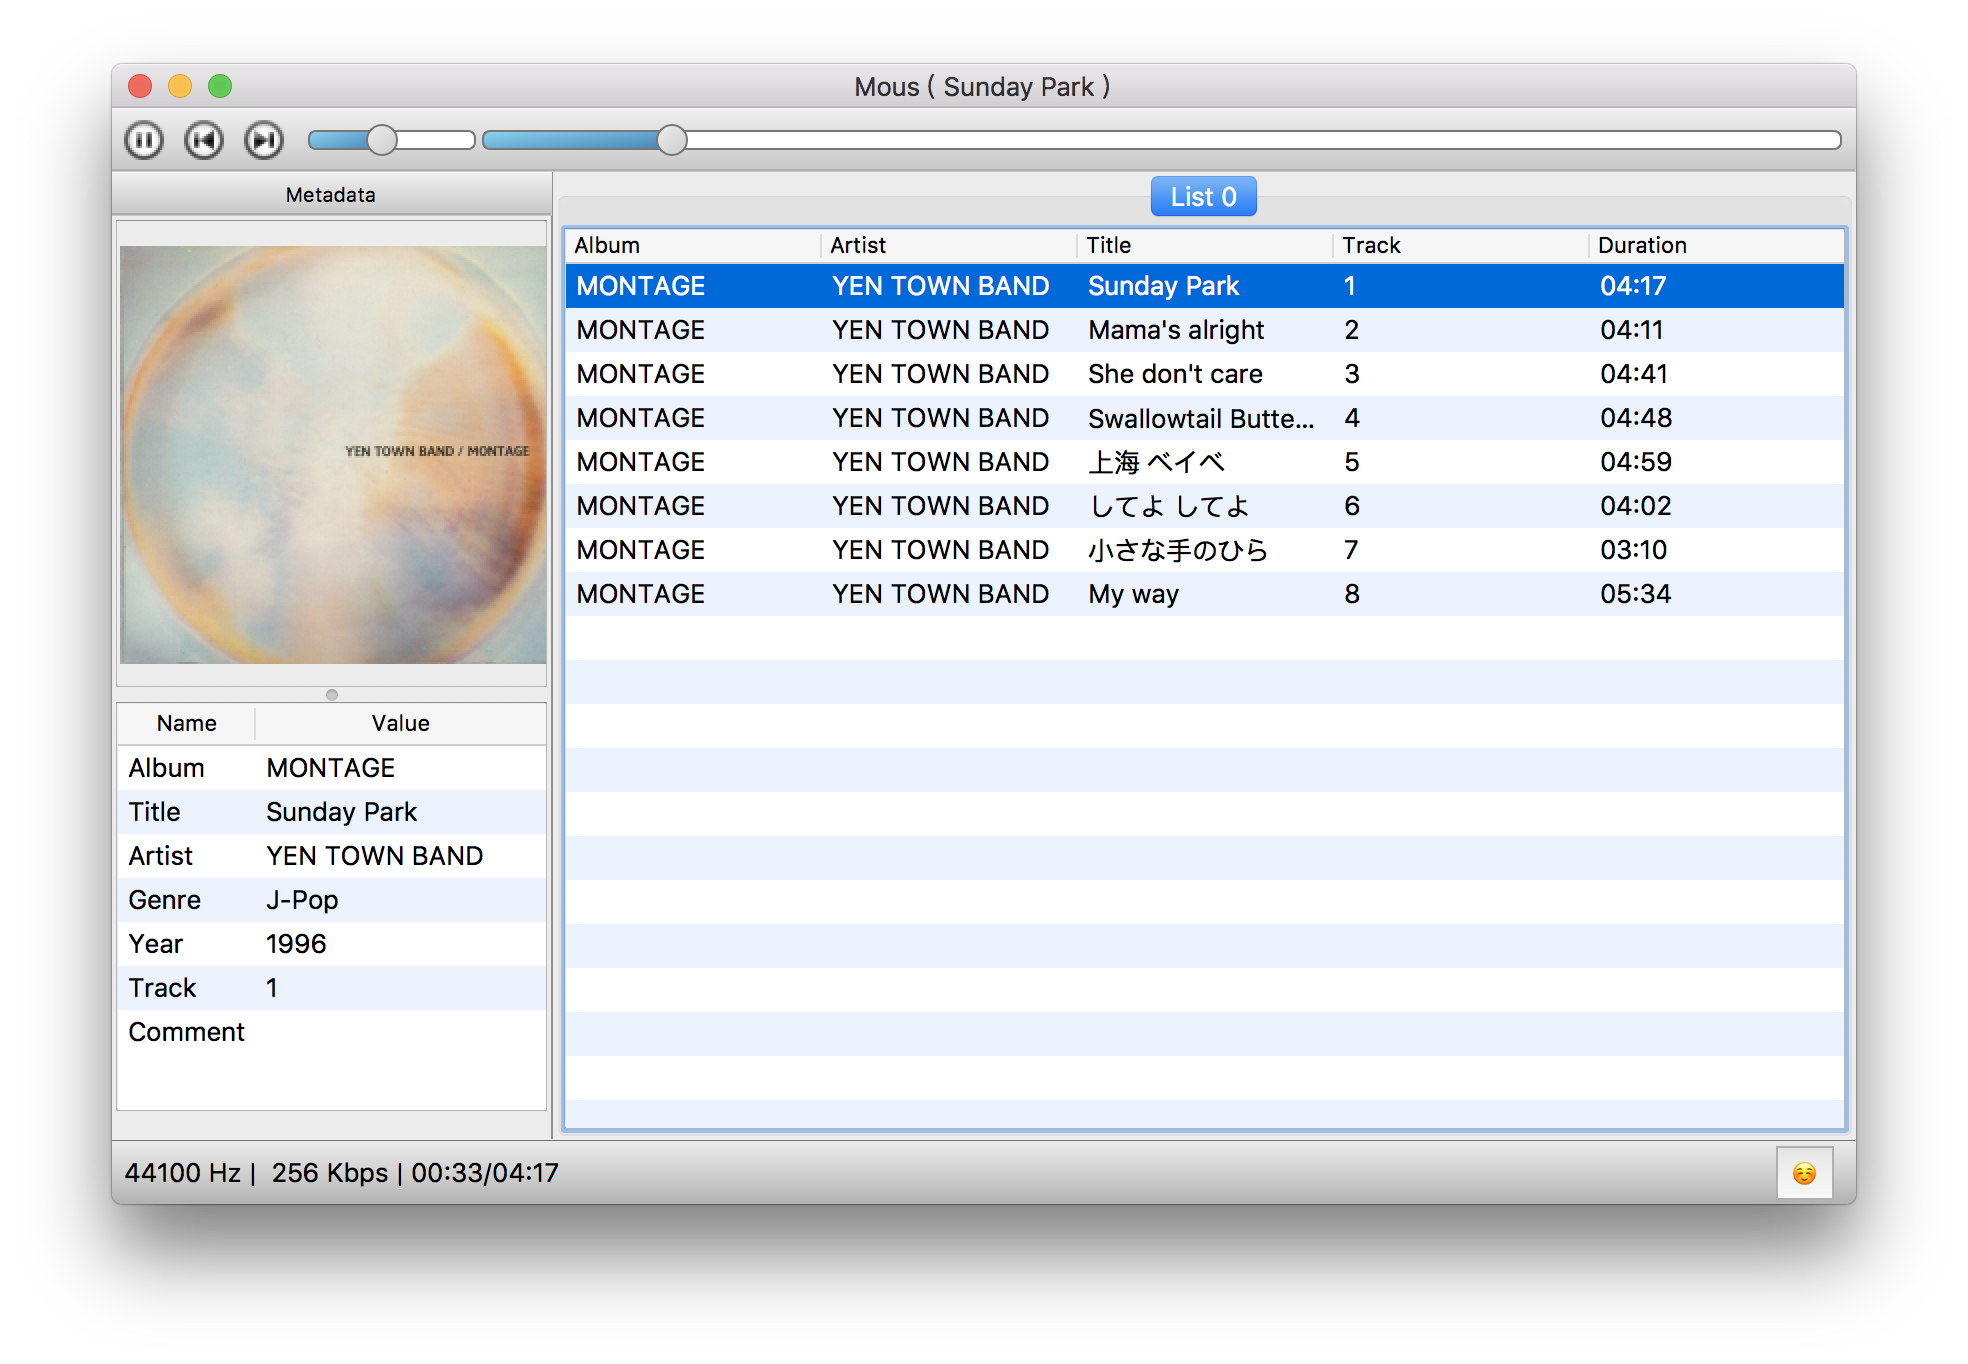 Mous ( Sunday Park )
Metadata
YEN TOWN BAND / MONTAGE
Name Value
Album MONTAGE
Title Sunday Park
Artist YEN TOWN BAND
Genre J-Pop
Year 1996
Track 1
Comment
List 0
Album Artist Title Track Duration
MONTAGE YEN TOWN BAND Sunday Park 1 04:17
MONTAGE YEN TOWN BAND Mama's alright 2 04:11
MONTAGE YEN TOWN BAND She don't care 3 04:41
MONTAGE YEN TOWN BAND Swallowtail Butte... 4 04:48
MONTAGE YEN TOWN BAND 上海 ベイベ 5 04:59
MONTAGE YEN TOWN BAND してよ してよ 6 04:02
MONTAGE YEN TOWN BAND 小さな手のひら 7 03:10
MONTAGE YEN TOWN BAND My way 8 05:34
44100 Hz | 256 Kbps | 00:33/04:17